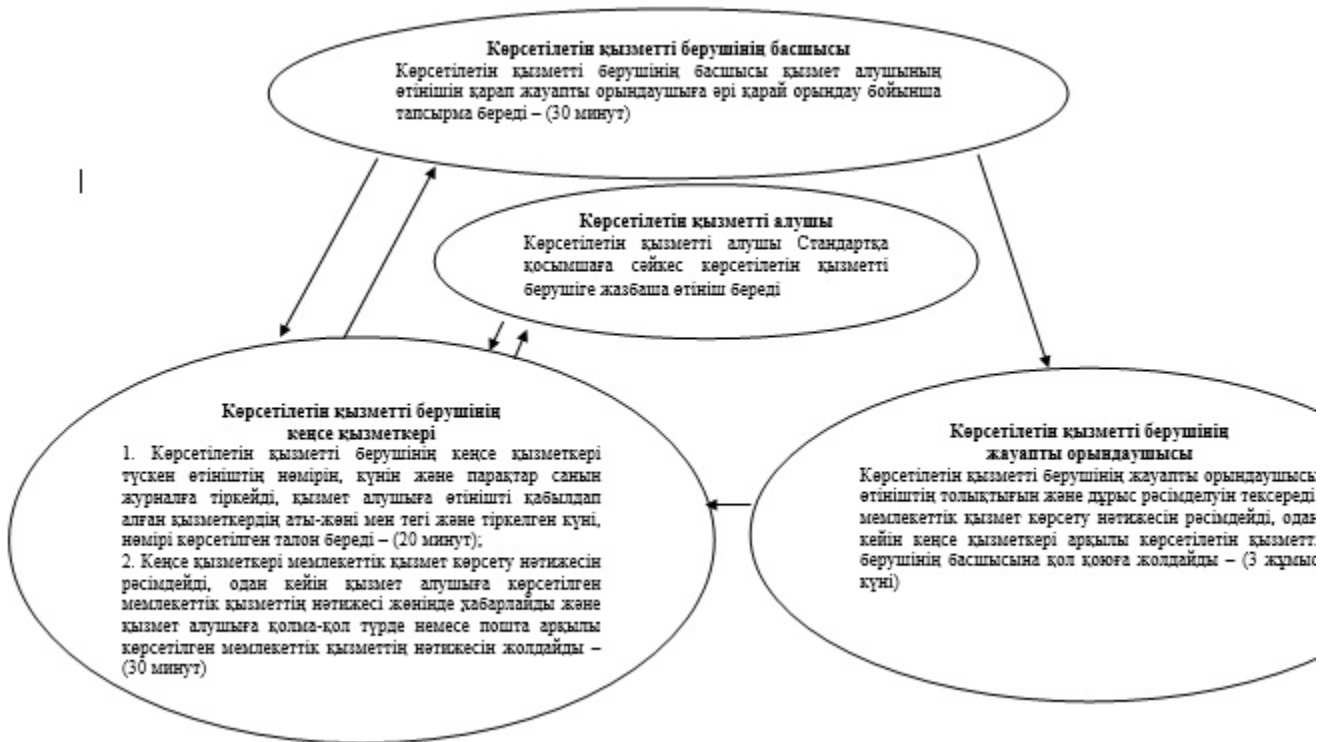 Көрсетілетін қызметті берушінің басшысы
Көрсетілетін қызметті берушінің басшысы қызмет алушының
өтінішін қарап жауапты орындаушыға әрі қарай орындау бойынша
тапсырма береді – (30 минут)
Көрсетілетін қызметті алушы
Көрсетілетін қызметті алушы Стандартқа
қосымшаға сәйкес көрсетілетін қызметті
берушіге жазбаша өтініш береді
Көрсетілетін қызметті берушінің
кеңсе қызметкері
1. Көрсетілетін қызметті берушінің кеңсе қызметкері
түскен өтініштің нөмірін, күнін және парақтар санын
журналға тіркейді, қызмет алушыға өтінішті қабылдап
алған қызметкердің аты-жөні мен тегі және тіркелген күні,
нөмірі көрсетілген талон береді – (20 минут);
2. Кеңсе қызметкері мемлекеттік қызмет көрсету нәтижесін
рәсімдейді, одан кейін қызмет алушыға көрсетілген
мемлекеттік қызметтің нәтижесі жөнінде хабарлайды және
қызмет алушыға қолма-қол түрде немесе пошта арқылы
көрсетілген мемлекеттік қызметтің нәтижесін жолдайды –
(30 минут)
Көрсетілетін қызметті берушінің
жауапты орындаушысы
Көрсетілетін қызметті берушінің жауапты орындаушысы
өтініштің толықтығын және дұрыс рәсімделуін тексереді
мемлекеттік қызмет көрсету нәтижесін рәсімдейді, одан
кейін кеңсе қызметкері арқылы көрсетілетін қызметті
берушінің басшысына қол қоюға жолдайды – (3 жұмыс
күні)